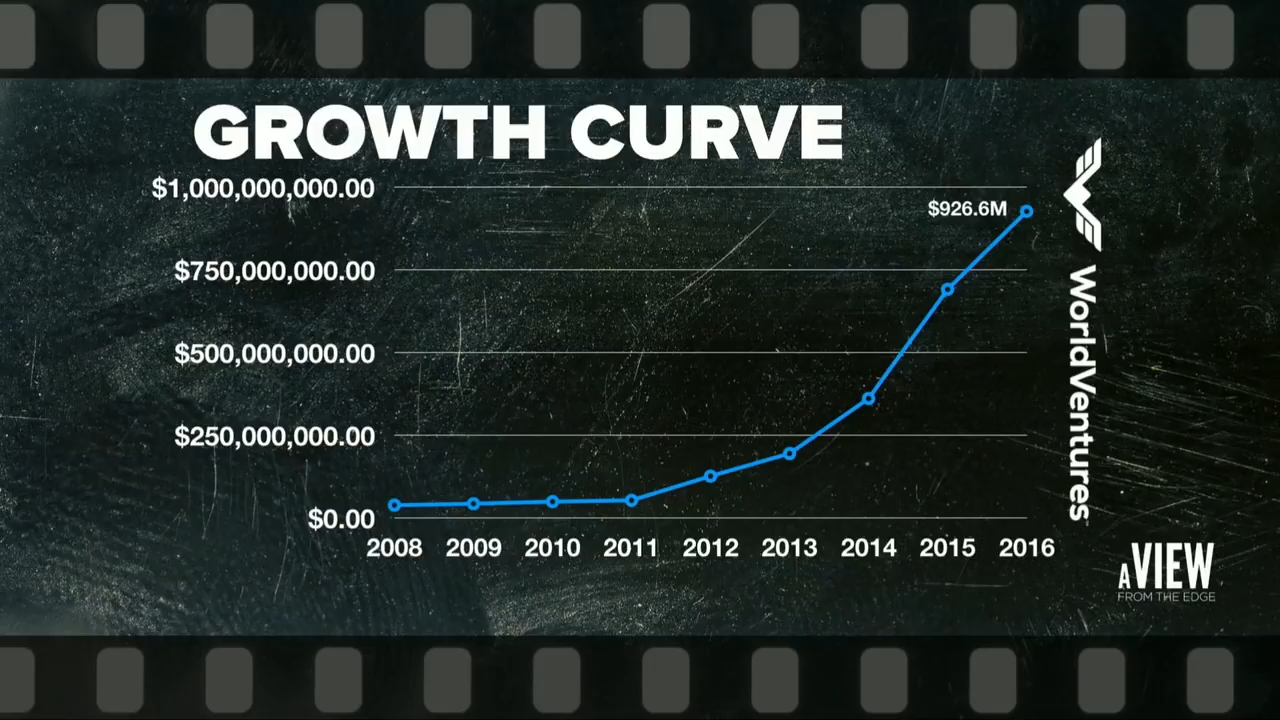 GROWTH CURVE
$1,000,000,000.00
$926.6M
$750,000,000.00
$500,000,000.00
$250,000,000.00
$0.00
2008 2009 2010 2011 2012 2013 2014 2015 2016
WorldVentures
A VIEW
FROM THE EDGE